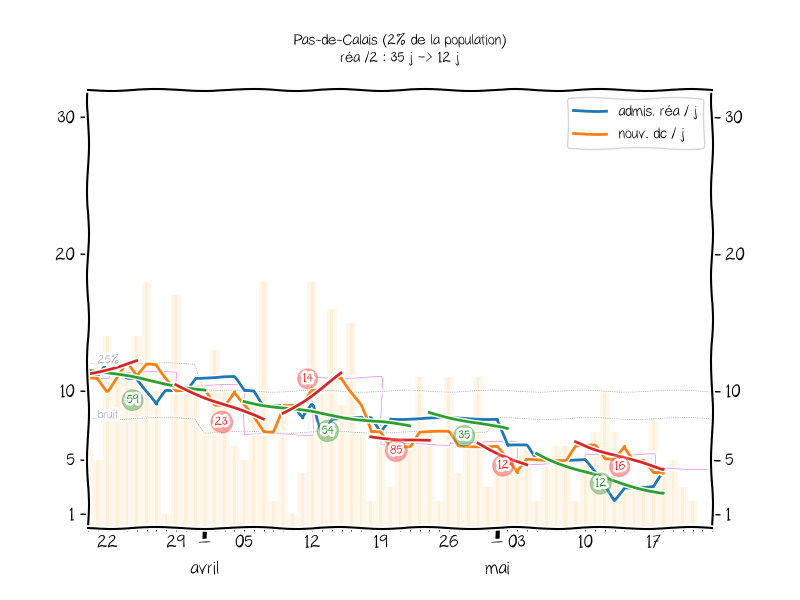 Pas-de-Calais (2% de la population)
réa /2 : 35 j -> 12 j
admis. réa / j
nouv. dc / j
30
30
20
20
25%
14
10
10
59
bruit
23
54
35
85
12
16
12
5
5
1
1
22 29 05 12 19 26 03 10 17
avril mai